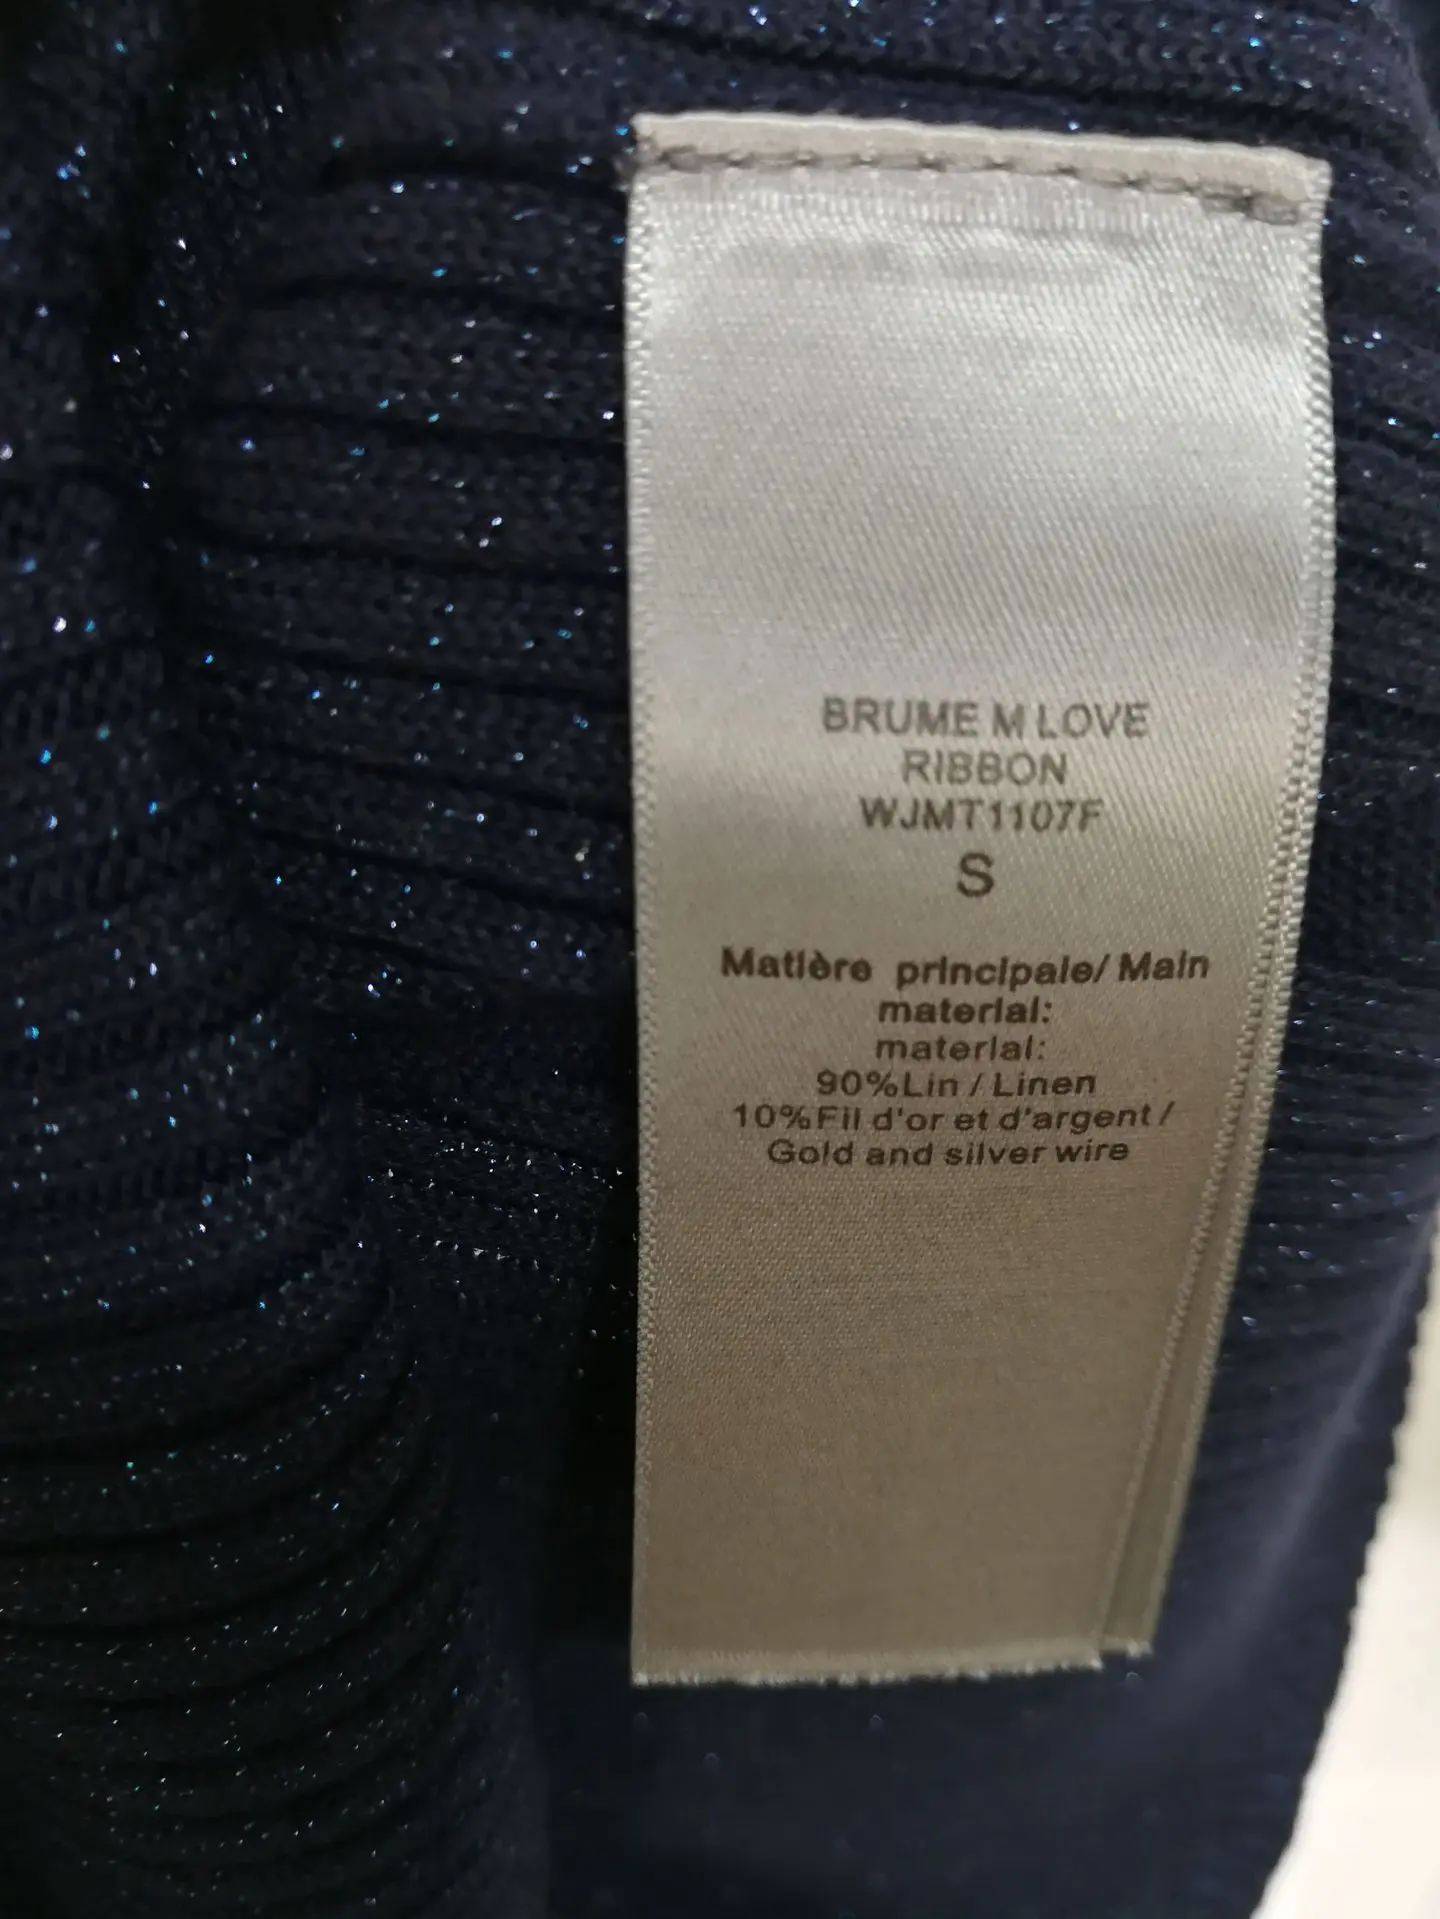 BRUME M LOVE
RIBBON
WJMT1107F
S
Matière principale/ Main
material:
material:
90%Lin / Linen
10%Fil d'or et d'argent /
Gold and silver wire